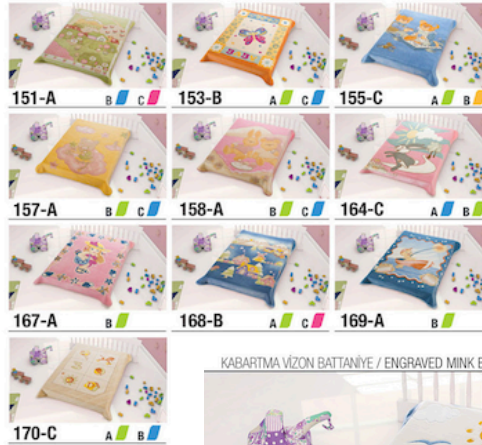 151-A B C 153-B A C 155-C A B
157-A B C 158-A B C 164-C A B
167-A B 168-B A C 169-A B
KABARTMA VİZON BATTANİYE / ENGRAVED MINK
170-C A B